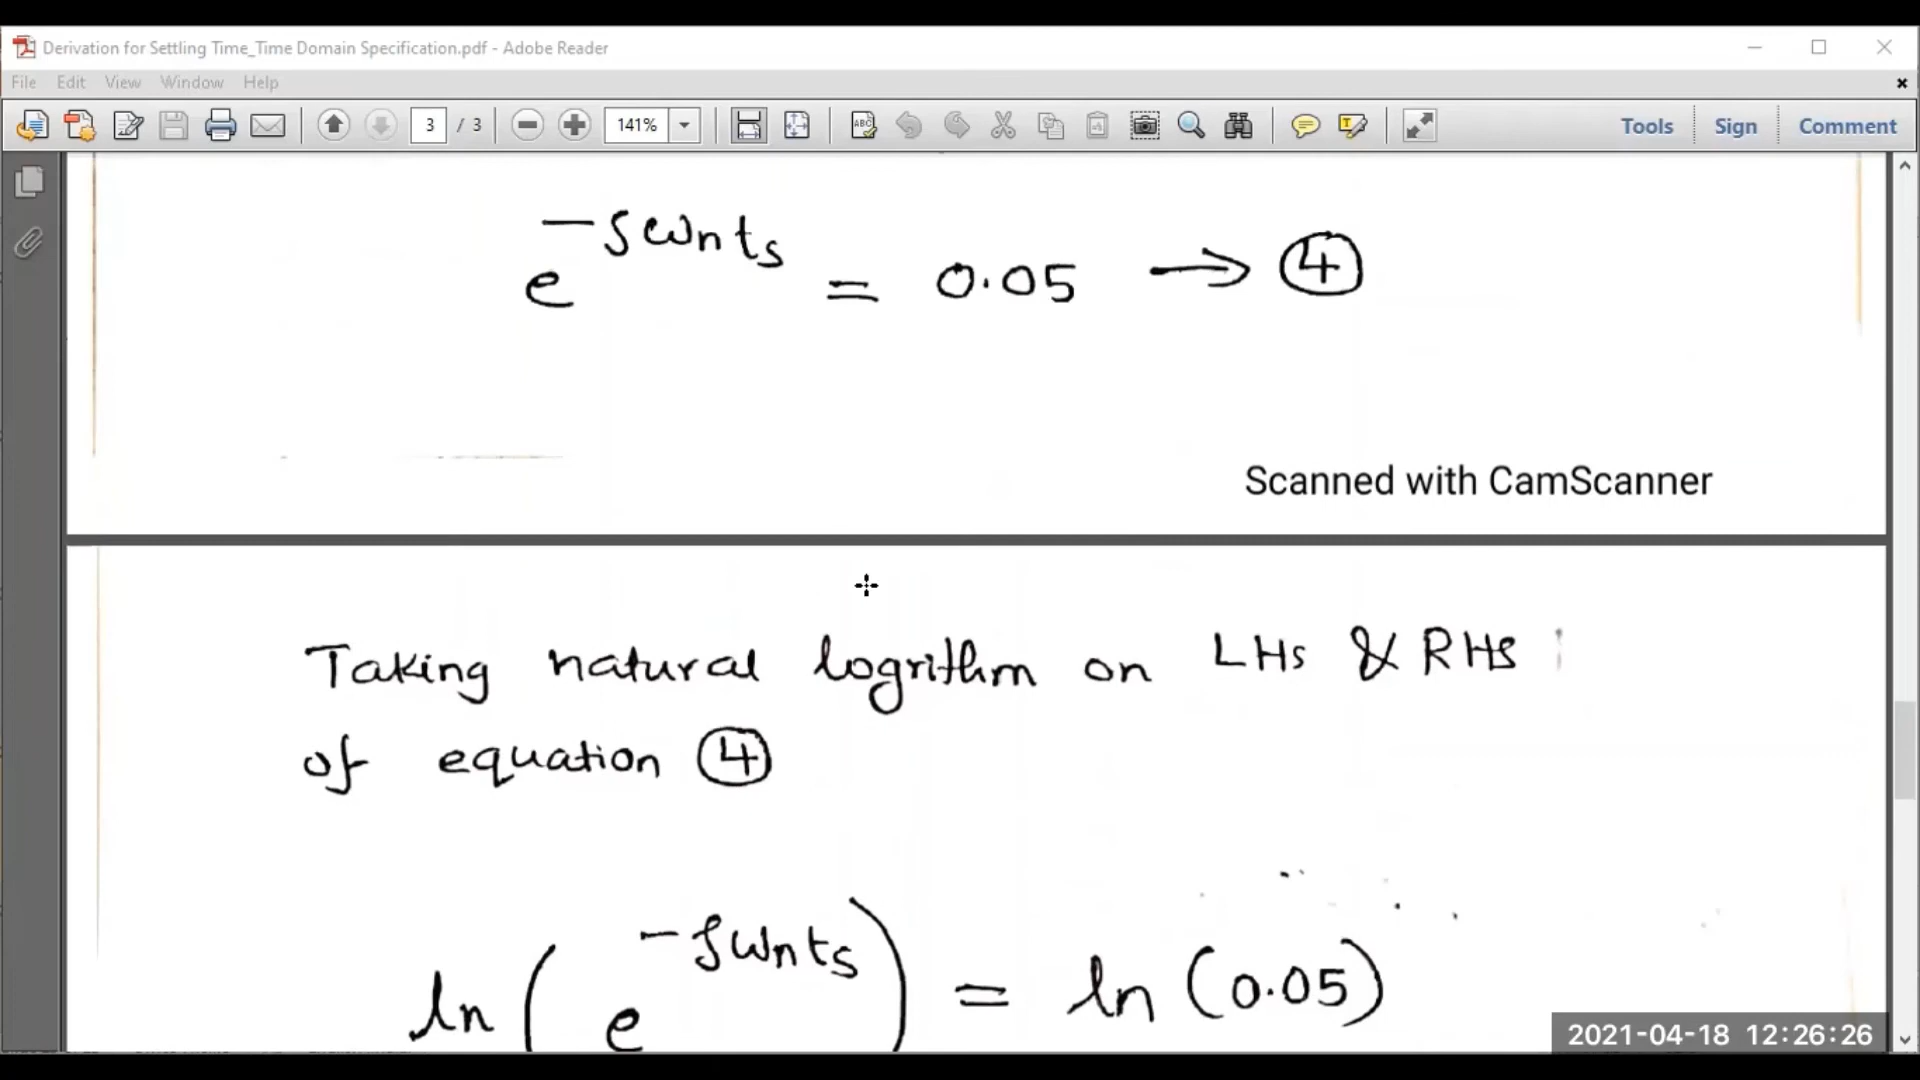 Derivation for Settling Time_Time Domain Specification.pdf - Adobe Reader
File Edit View Window Help
3 / 3 141% Tools Sign Comment
e^{-ζωnts} = 0.05 → ④
Scanned with CamScanner
Taking natural logrithm on LHS & RHS
of equation ④
ln(e^{-ζωnts}) = ln(0.05)
2021-04-18 12:26:26